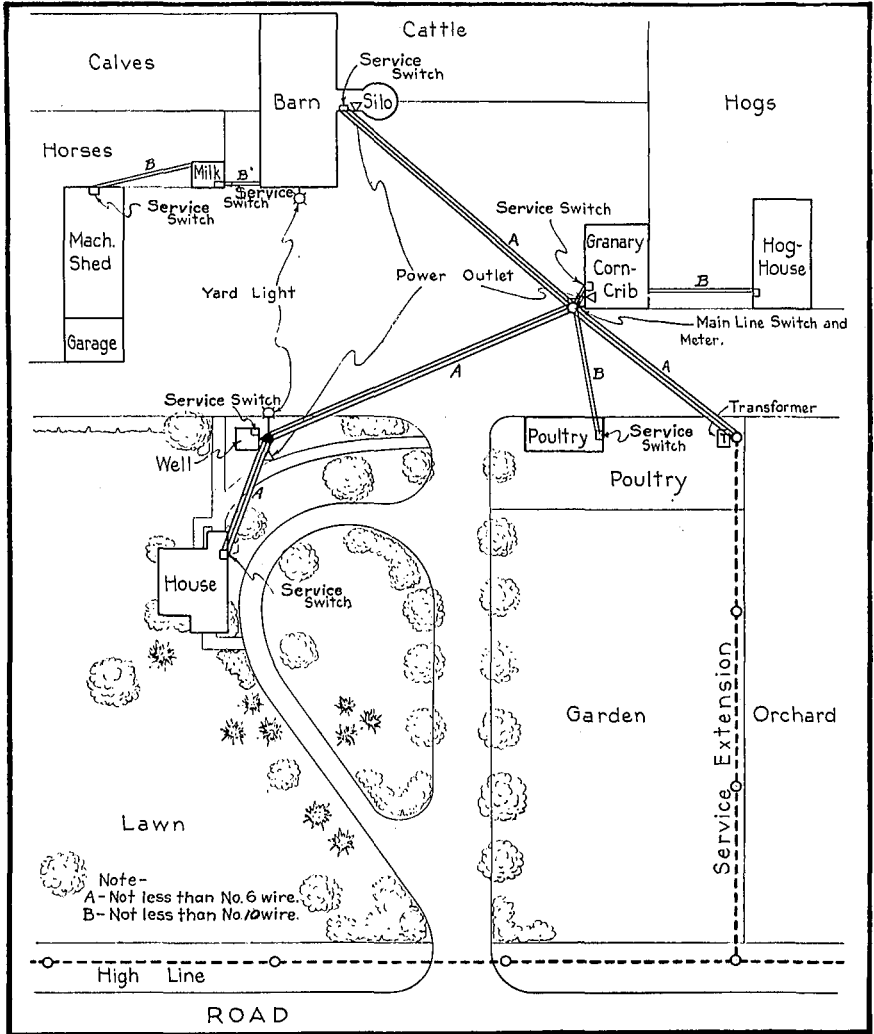 Cattle
Calves
Service
Switch
Barn
Silo
Hogs
Horses
B
Milk
B'
Service
Switch
Service
Switch
Service Switch
A
Granary
Corn-
Crib
Hog-
House
Mach.
Shed
Yard Light
Power Outlet
B
Main Line Switch and
Meter.
Garage
A
B
A
Service Switch
Transformer
Well
Poultry
Service
Switch
T
Poultry
A
House
Service
Switch
Service Extension
Garden
Orchard
Lawn
Note-
A-Not less than No. 6 wire.
B-Not less than No. 10 wire.
High Line
ROAD